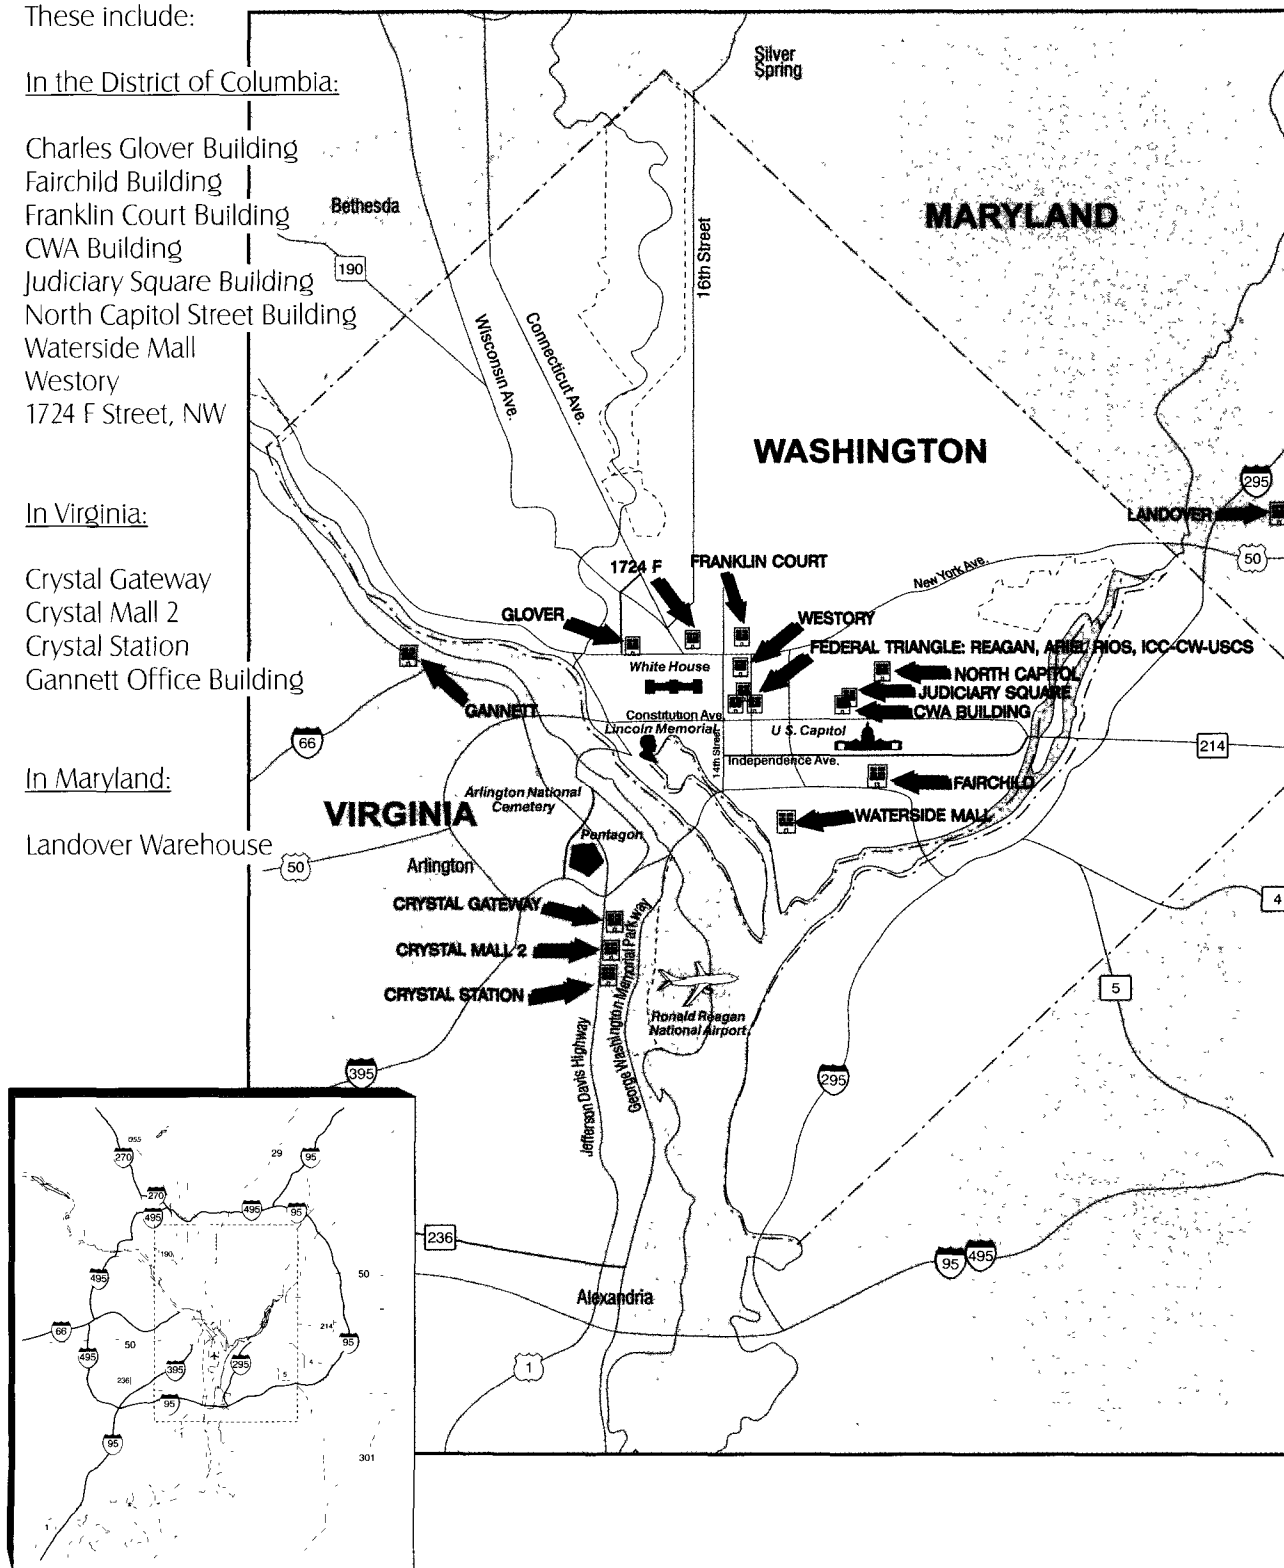 These include:
In the District of Columbia:
Charles Glover Building
Fairchild Building
Franklin Court Building
CWA Building
Judiciary Square Building
North Capitol Street Building
Waterside Mall
Westory
1724 F Street, NW
In Virginia:
Crystal Gateway
Crystal Mall 2
Crystal Station
Gannett Office Building
In Maryland:
Landover Warehouse
Silver
Spring
Bethesda
MARYLAND
190
16th Street
Wisconsin Ave.
Connecticut Ave.
WASHINGTON
295
LANDOVER
50
New York Ave.
1724 F
FRANKLIN COURT
GLOVER
WESTORY
FEDERAL TRIANGLE: REAGAN, ARIEL RIOS, ICC-CW-USCS
White House
NORTH CAPITOL
JUDICIARY SQUARE
CWA BUILDING
GANNETT
Constitution Ave.
Lincoln Memorial
14th Street
U.S. Capitol
Independence Ave.
66
214
FAIRCHILD
WATERSIDE MALL
Arlington National
Cemetery
VIRGINIA
Pentagon
50
Arlington
4
CRYSTAL GATEWAY
CRYSTAL MALL 2
CRYSTAL STATION
5
Ronald Reagan
National Airport
Jefferson Davis Highway
George Washington Memorial Parkway
395
295
236
95
495
Alexandria
1
270
355
29
95
270
495
495
95
190
495
50
66
50
214
95
495
395
295
4
5
236
95
95
301
1